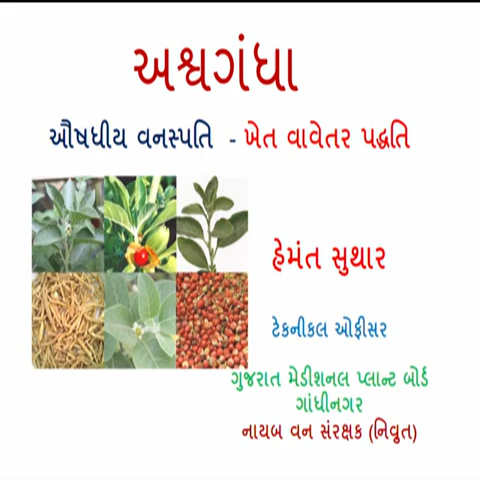 અશ્વગંધા
ઔષધીય વનસ્પતિ - ખેત વાવેતર પદ્ધતિ
હેમંત સુથાર
ટેકનીકલ ઓફીસર
ગુજરાત મેડીશનલ પ્લાન્ટ બોર્ડ
ગાંધીનગર
નાયબ વન સંરક્ષક (નિવૃત)